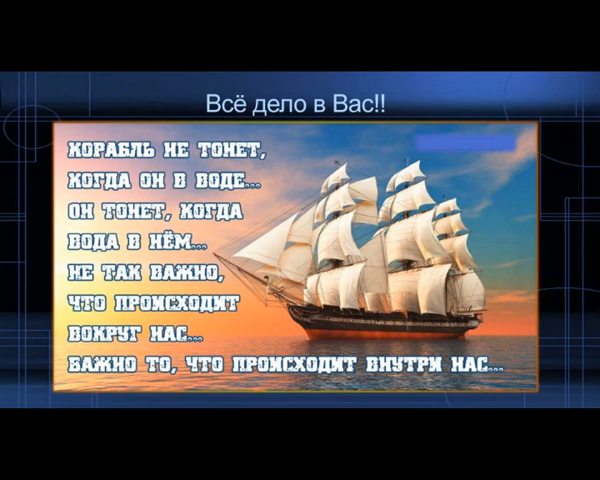 Всё дело в Вас!!
КОРАБЛЬ НЕ ТОНЕТ,
КОГДА ОН В ВОДЕ...
ОН ТОНЕТ, КОГДА
ВОДА В НЁМ...
НЕ ТАК ВАЖНО,
ЧТО ПРОИСХОДИТ
ВОКРУГ НАС...
ВАЖНО ТО, ЧТО ПРОИСХОДИТ ВНУТРИ НАС...